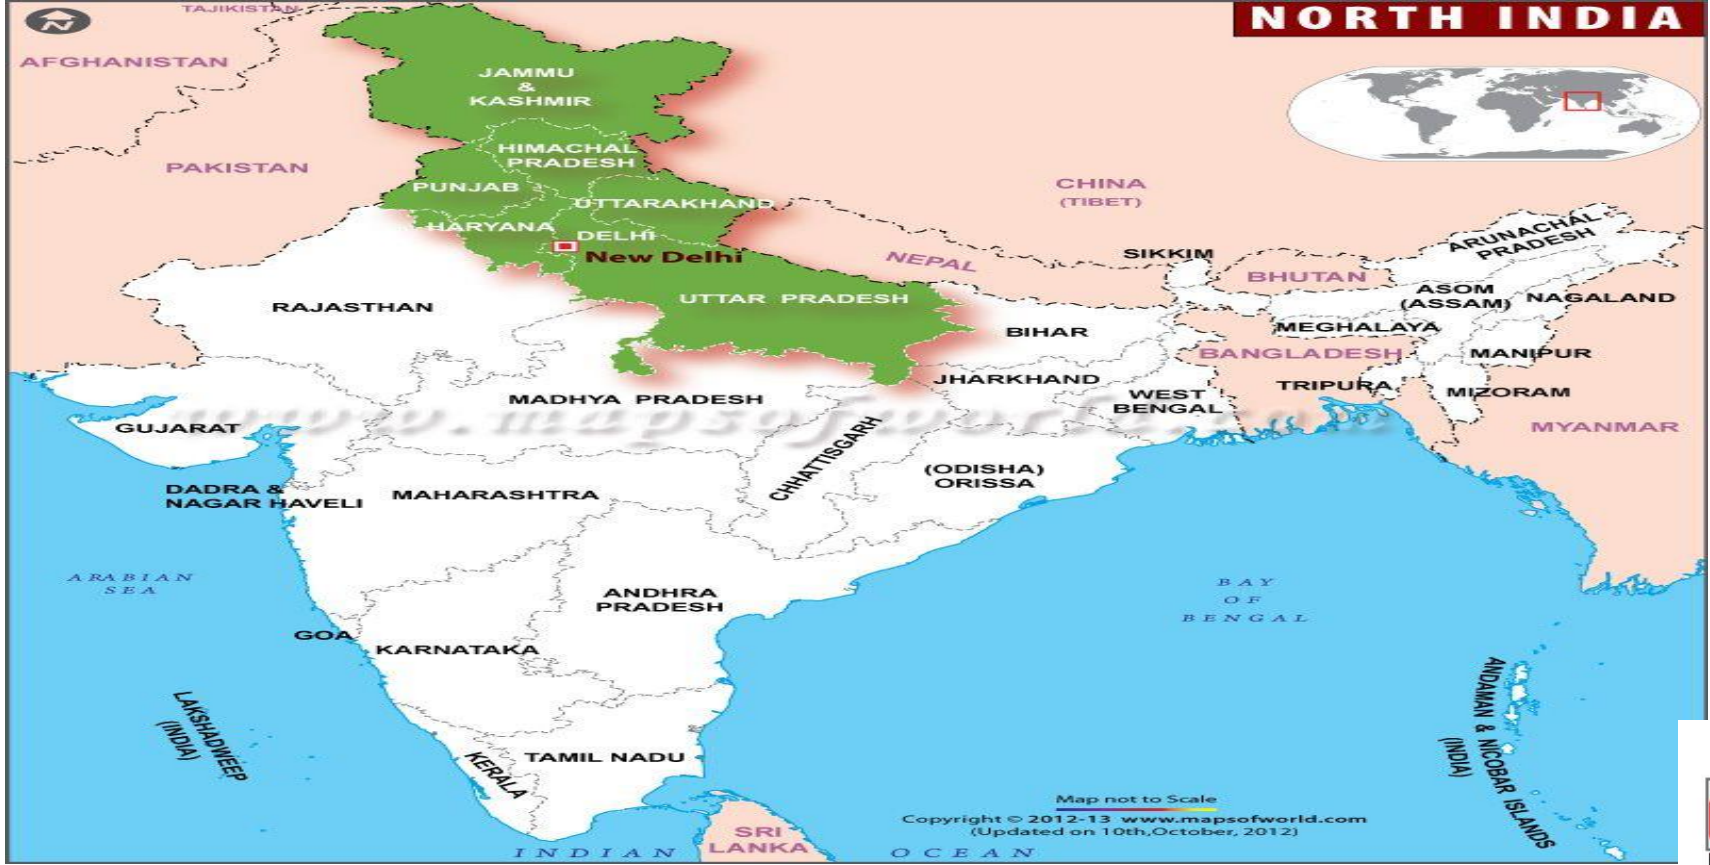 TAJIKISTAN
NORTH INDIA
N
AFGHANISTAN
JAMMU
&
KASHMIR
HIMACHAL
PRADESH
PAKISTAN
PUNJAB
CHINA
(TIBET)
UTTARAKHAND
HARYANA
DELHI
New Delhi
NEPAL
SIKKIM
ARUNACHAL
PRADESH
BHUTAN
RAJASTHAN
UTTAR PRADESH
ASOM
(ASSAM)
NAGALAND
BIHAR
MEGHALAYA
BANGLADESH
MANIPUR
JHARKHAND
TRIPURA
MIZORAM
MADHYA PRADESH
WEST
BENGAL
www.mapsofworld.com
GUJARAT
MYANMAR
CHHATTISGARH
(ODISHA)
ORISSA
DADRA &
NAGAR HAVELI
MAHARASHTRA
ARABIAN
SEA
ANDHRA
PRADESH
BAY
OF
BENGAL
GOA
KARNATAKA
LAKSHADWEEP
(INDIA)
ANDAMAN & NICOBAR ISLANDS
(INDIA)
TAMIL NADU
KERALA
Map not to Scale
Copyright © 2012-13 www.mapsofworld.com
(Updated on 10th,October, 2012)
SRI
LANKA
INDIAN OCEAN